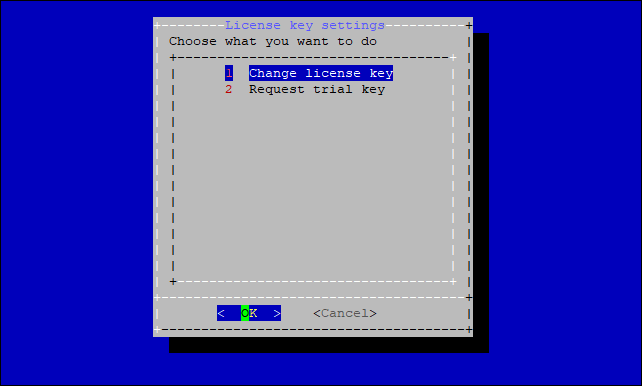 License key settings
Choose what you want to do
1 Change license key
2 Request trial key
< OK > <Cancel>